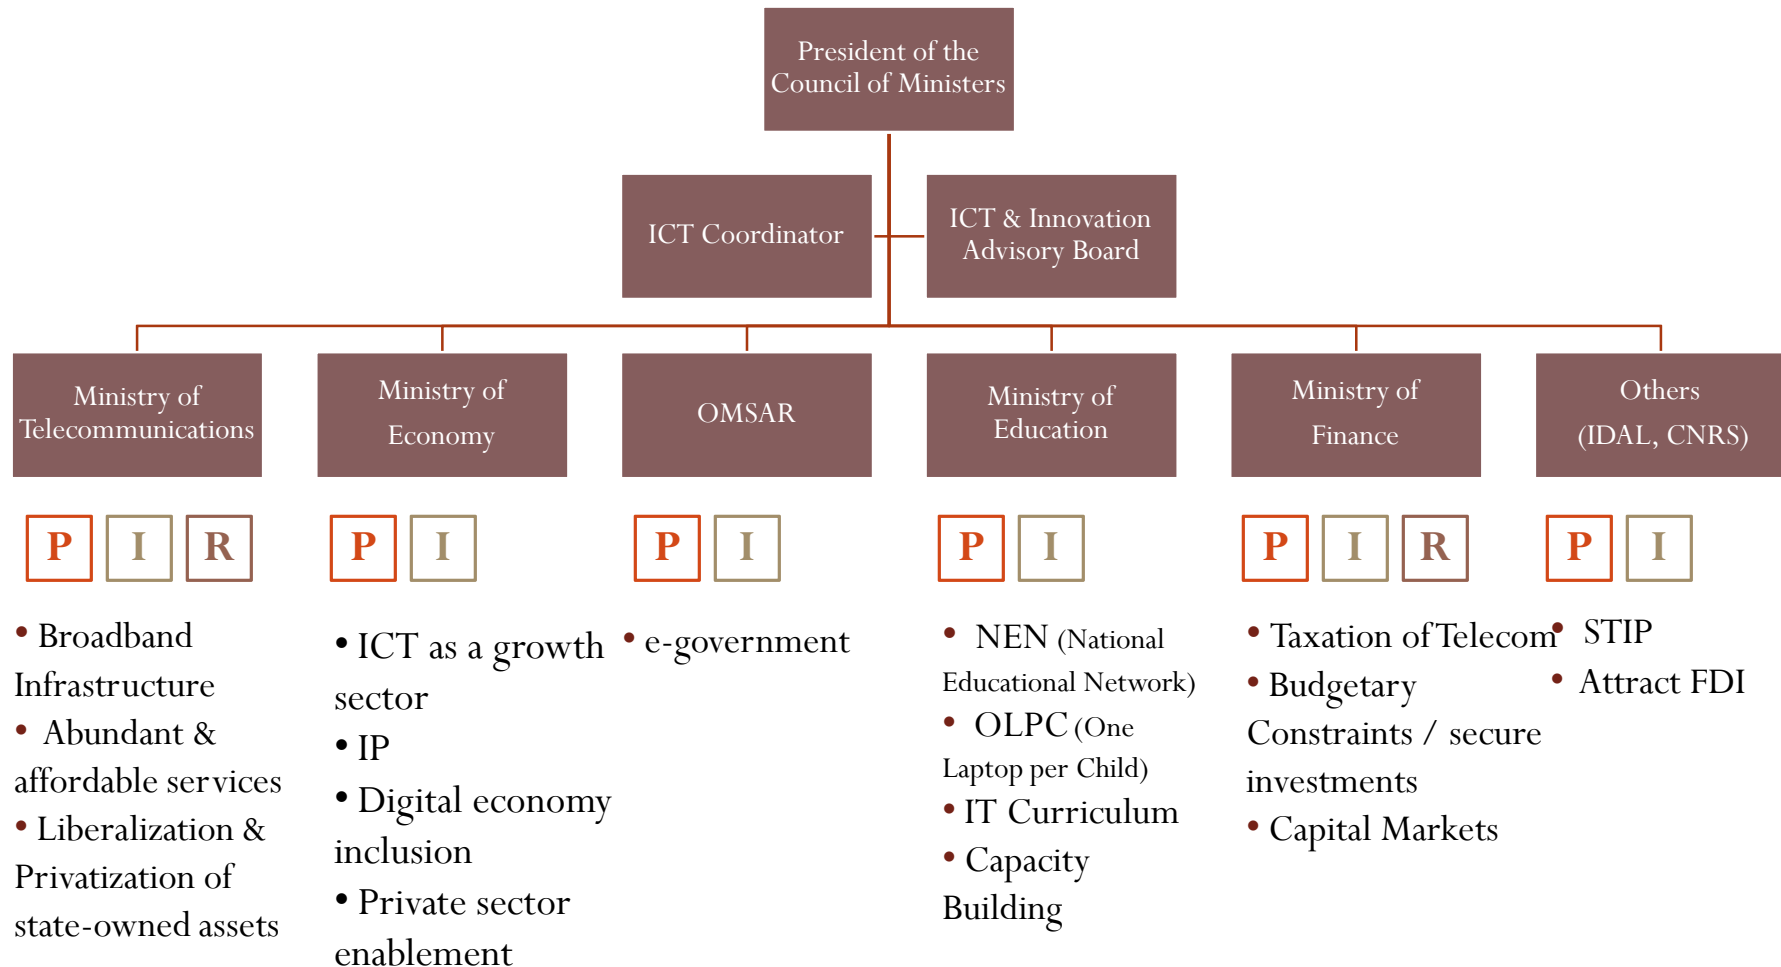 President of the
Council of Ministers
ICT Coordinator
ICT & Innovation
Advisory Board
Ministry of
Telecommunications
Ministry of
Economy
OMSAR
Ministry of
Education
Ministry of
Finance
Others
(IDAL, CNRS)
P I R
P I
P I
P I
P I R
P I
• Broadband
Infrastructure
• Abundant &
affordable services
• Liberalization &
Privatization of
state-owned assets
• ICT as a growth
sector
• IP
• Digital economy
inclusion
• Private sector
enablement
• e-government
• NEN (National
Educational Network)
• OLPC (One
Laptop per Child)
• IT Curriculum
• Capacity
Building
• Taxation of Telecom
• Budgetary
Constraints / secure
investments
• Capital Markets
• STIP
• Attract FDI